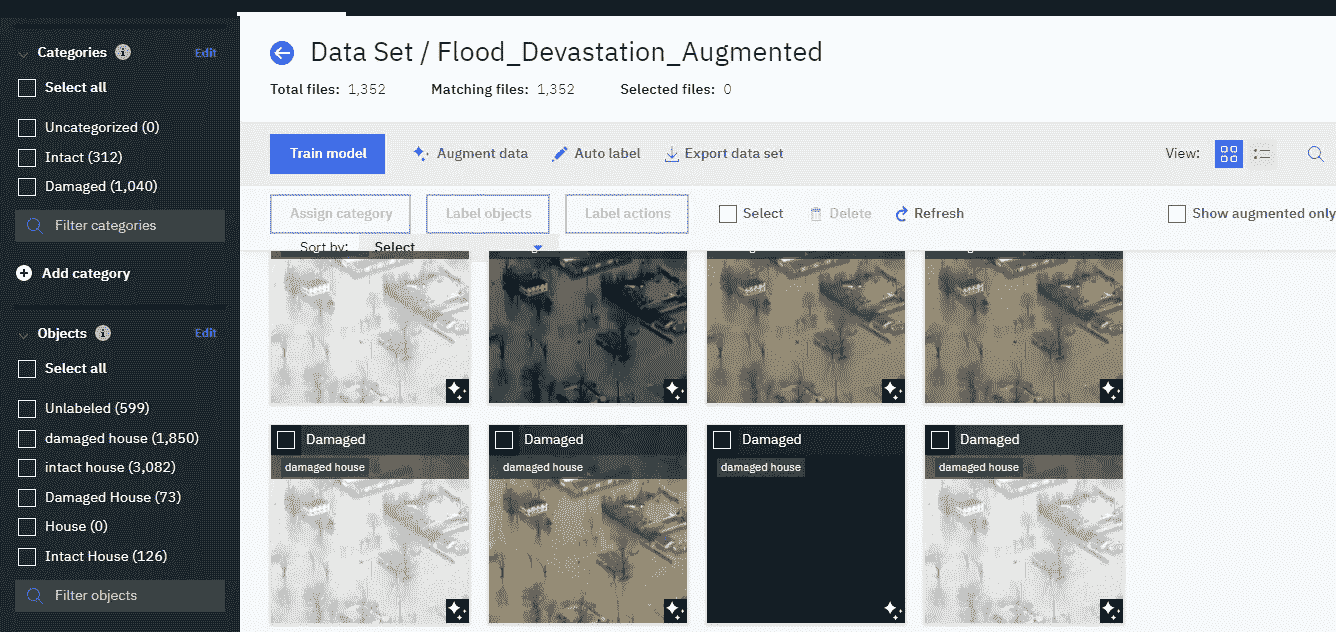 Categories
Edit
Select all
Uncategorized (0)
Intact (312)
Damaged (1,040)
Filter categories
Add category
Objects
Edit
Select all
Unlabeled (599)
damaged house (1,850)
intact house (3,082)
Damaged House (73)
House (0)
Intact House (126)
Filter objects
Data Set / Flood_Devastation_Augmented
Total files: 1,352 Matching files: 1,352 Selected files: 0
Train model Augment data Auto label Export data set View:
Assign category Label objects Label actions Select Delete Refresh Show augmented only
Sort by: Select
Damaged Damaged Damaged Damaged
damaged house damaged house damaged house damaged house